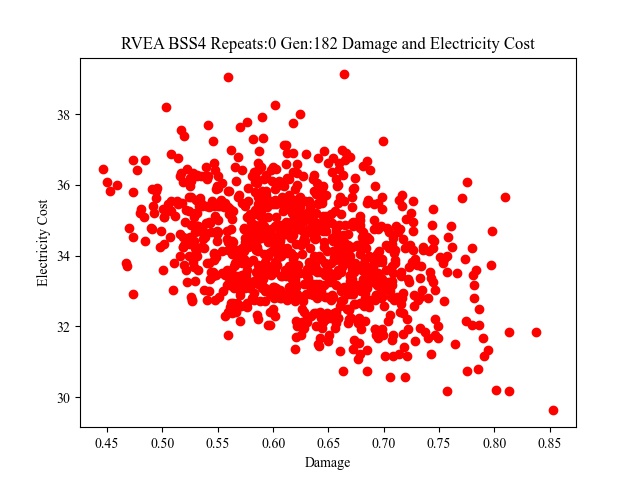 RVEA BSS4 Repeats:0 Gen:182 Damage and Electricity Cost
Electricity Cost
38
36
34
32
30
0.45 0.50 0.55 0.60 0.65 0.70 0.75 0.80 0.85
Damage